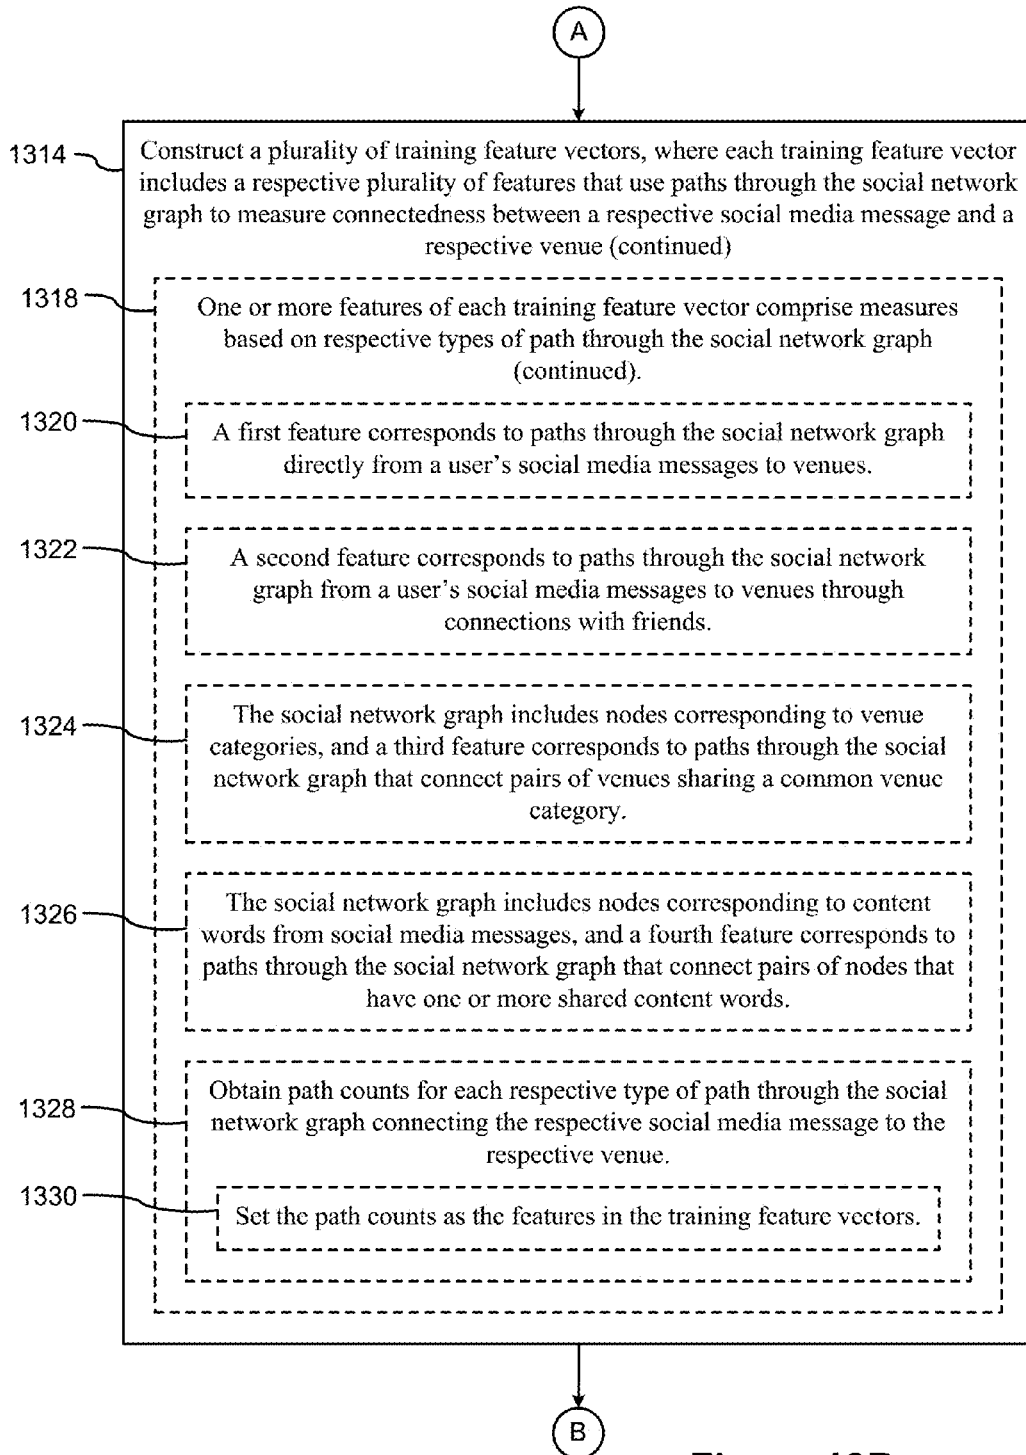 A
1314
Construct a plurality of training feature vectors, where each training feature vector
includes a respective plurality of features that use paths through the social network
graph to measure connectedness between a respective social media message and a
respective venue (continued)
1318
One or more features of each training feature vector comprise measures
based on respective types of path through the social network graph
(continued).
1320
A first feature corresponds to paths through the social network graph
directly from a user's social media messages to venues.
1322
A second feature corresponds to paths through the social network
graph from a user's social media messages to venues through
connections with friends.
1324
The social network graph includes nodes corresponding to venue
categories, and a third feature corresponds to paths through the social
network graph that connect pairs of venues sharing a common venue
category.
1326
The social network graph includes nodes corresponding to content
words from social media messages, and a fourth feature corresponds to
paths through the social network graph that connect pairs of nodes that
have one or more shared content words.
1328
Obtain path counts for each respective type of path through the social
network graph connecting the respective social media message to the
respective venue.
1330
Set the path counts as the features in the training feature vectors.
B